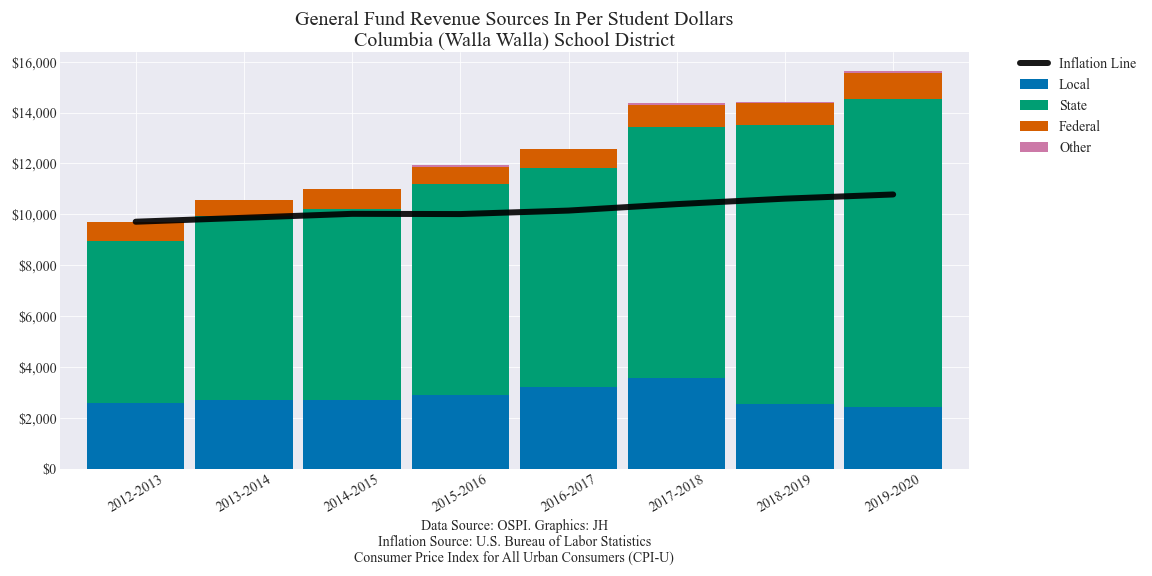 General Fund Revenue Sources In Per Student Dollars
Columbia (Walla Walla) School District
$16,000
$14,000
$12,000
$10,000
$8,000
$6,000
$4,000
$2,000
$0
Inflation Line
Local
State
Federal
Other
2012-2013
2013-2014
2014-2015
2015-2016
2016-2017
2017-2018
2018-2019
2019-2020
Data Source: OSPI. Graphics: JH
Inflation Source: U.S. Bureau of Labor Statistics
Consumer Price Index for All Urban Consumers (CPI-U)